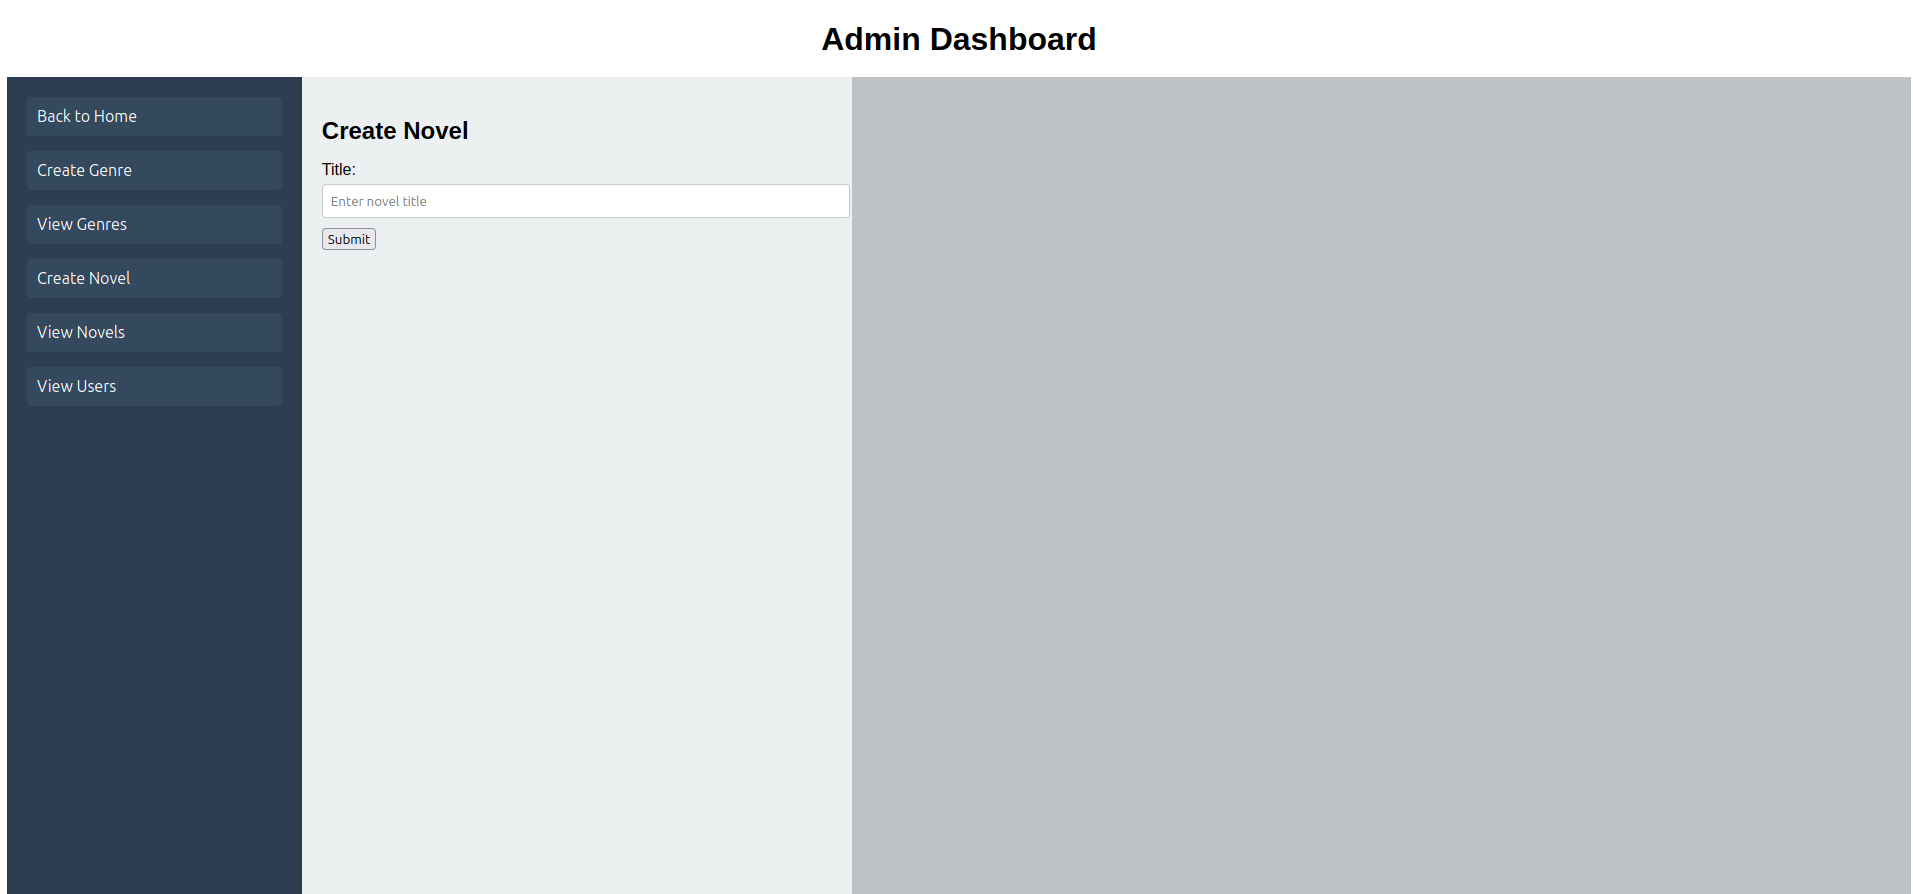 Admin Dashboard
Back to Home
Create Genre
View Genres
Create Novel
View Novels
View Users
Create Novel
Title:
Enter novel title
Submit